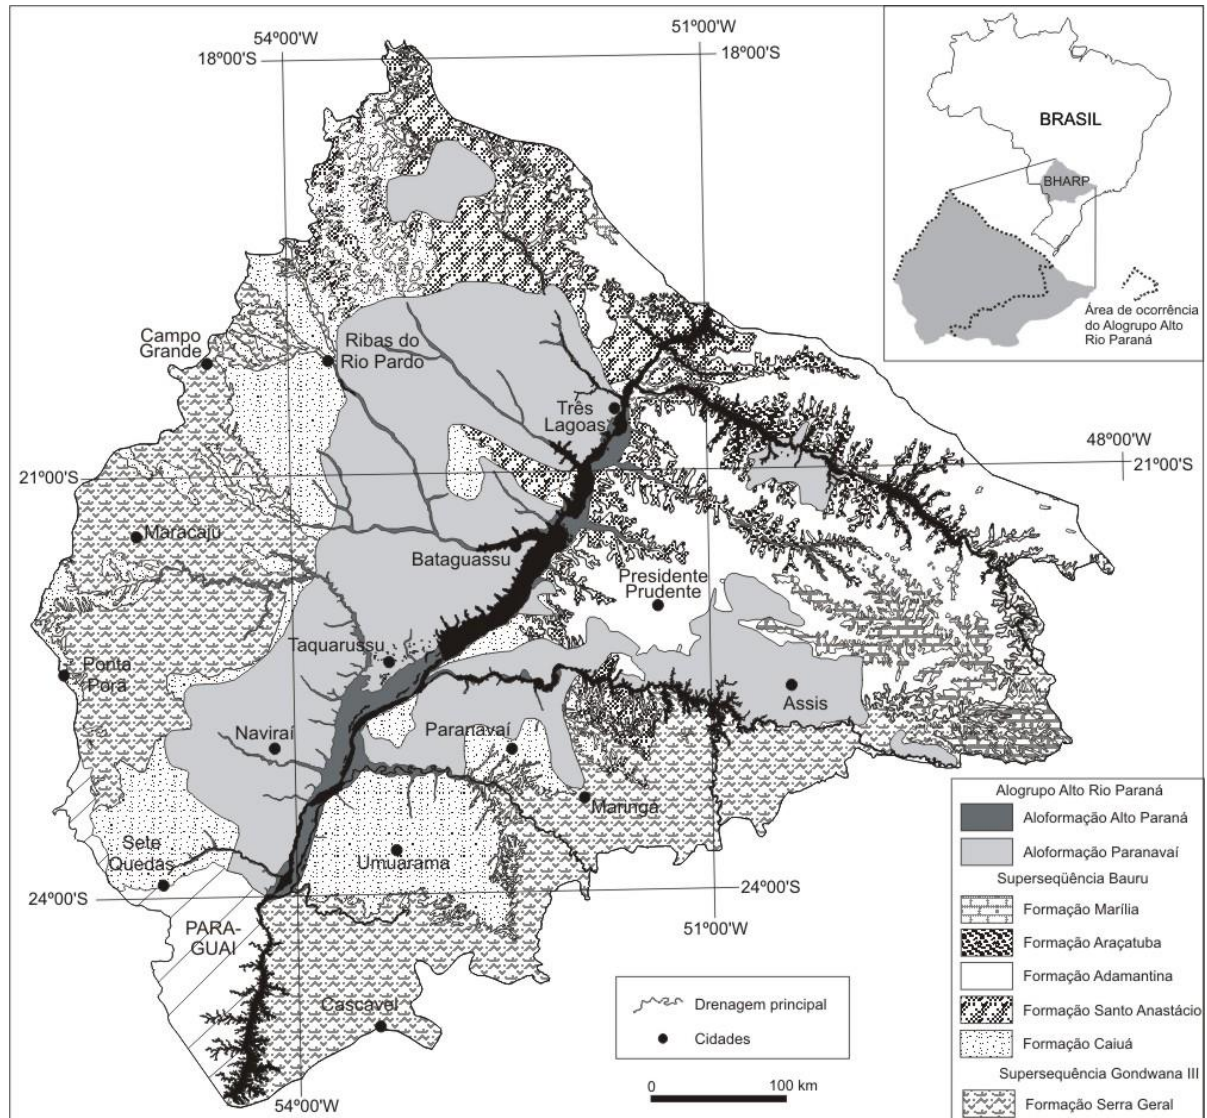 54º00'W
51º00'W
18º00'S
18º00'S
BRASIL
BHARP
Área de ocorrência
do Alogrupo Alto
Rio Paraná
Campo
Grande
Ribas do
Rio Pardo
Três
Lagoas
48º00'W
21º00'S
21º00'S
Maracaju
Bataguassu
Presidente
Prudente
Taquarussu
Ponta
Porã
Assis
Naviraí
Paranavaí
Maringá
Sete
Quedas
Umuarama
24º00'S
24º00'S
51º00'W
PARA-
GUAI
Cascavel
54º00'W
Drenagem principal
Cidades
0 100 km
Alogrupo Alto Rio Paraná
Aloformação Alto Paraná
Aloformação Paranavaí
Superseqüência Bauru
Formação Marília
Formação Araçatuba
Formação Adamantina
Formação Santo Anastácio
Formação Caiuá
Supersequência Gondwana III
Formação Serra Geral